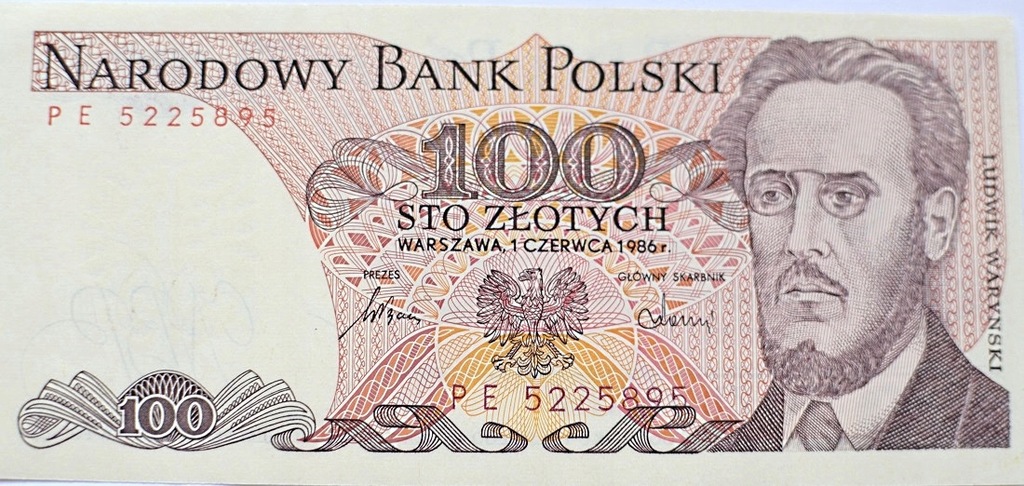 NARODOWY BANK POLSKI
PE 5225895
100
STO ZŁOTYCH
WARSZAWA, 1 CZERWCA 1986 r.
PREZES
GŁÓWNY SKARBNIK
PE 5225895
100
LUDWIK WARYŃSKI